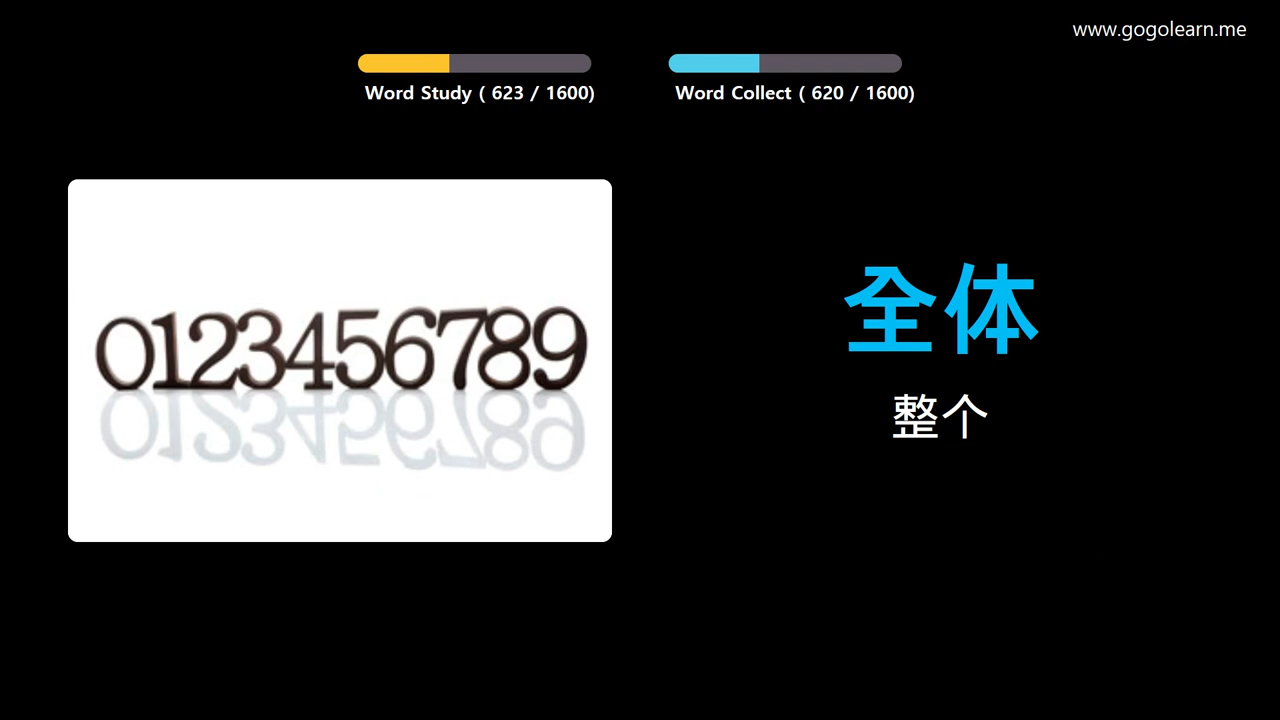 www.gogolearn.me
Word Study ( 623 / 1600)
Word Collect ( 620 / 1600)
0123456789
全体
整个